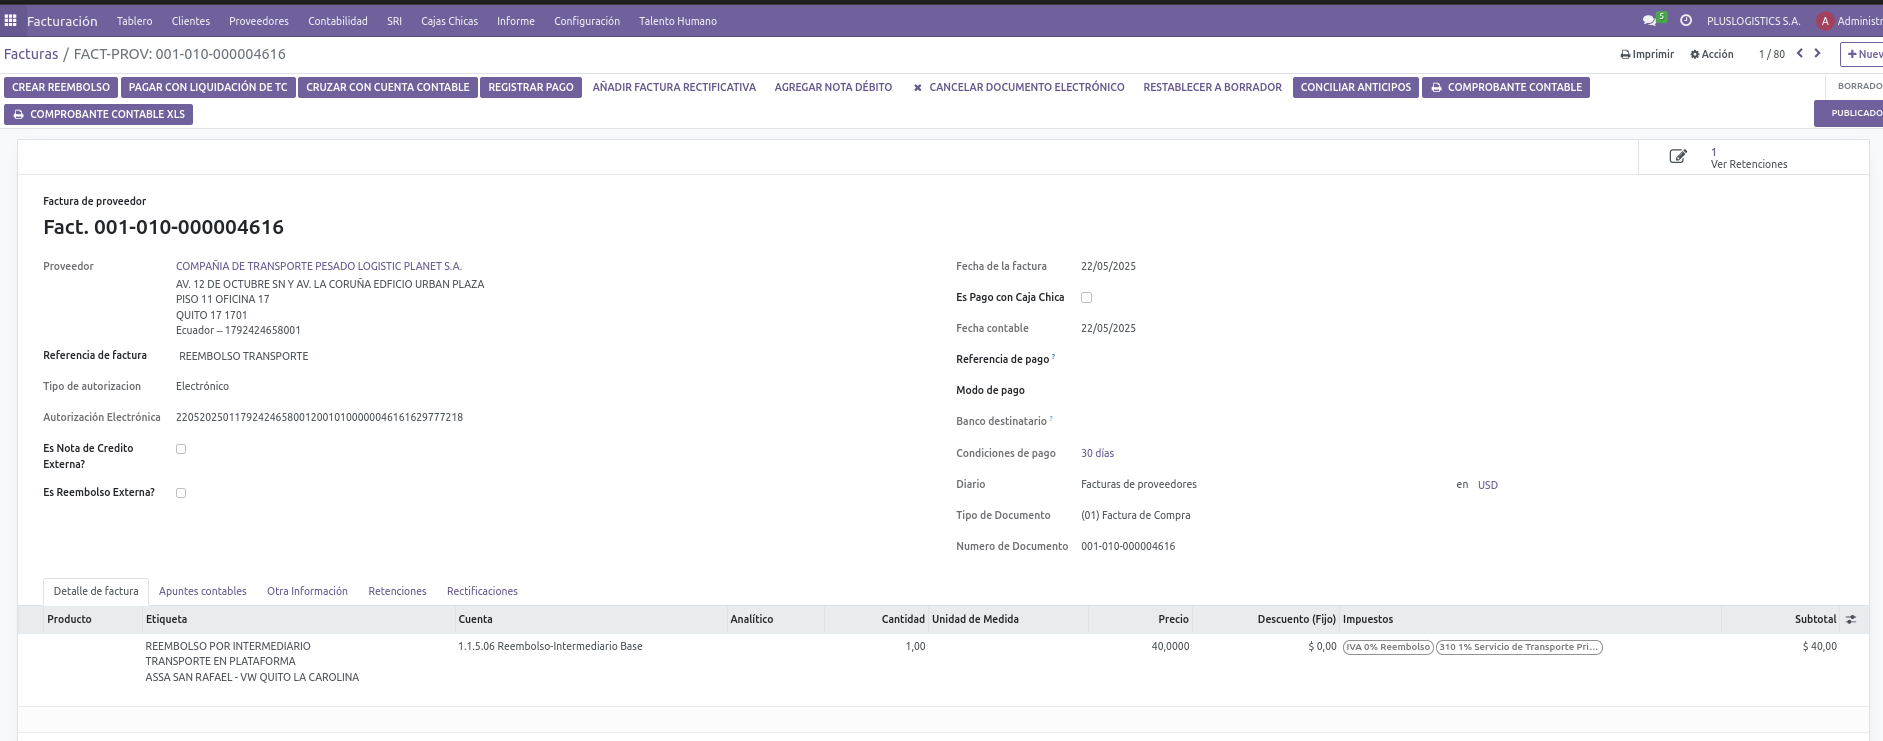 Facturación Tablero Clientes Proveedores Contabilidad SRI Cajas Chicas Informe Configuración Talento Humano 5 PLUSLOGISTICS S.A. A Administr
Facturas / FACT-PROV: 001-010-000004616 Imprimir Acción 1 / 80 + Nuev
CREAR REEMBOLSO PAGAR CON LIQUIDACIÓN DE TC CRUZAR CON CUENTA CONTABLE REGISTRAR PAGO AÑADIR FACTURA RECTIFICATIVA AGREGAR NOTA DÉBITO CANCELAR DOCUMENTO ELECTRÓNICO RESTABLECER A BORRADOR CONCILIAR ANTICIPOS COMPROBANTE CONTABLE BORRADO
COMPROBANTE CONTABLE XLS PUBLICADO
1
Ver Retenciones
Factura de proveedor
Fact. 001-010-000004616
Proveedor COMPAÑIA DE TRANSPORTE PESADO LOGISTIC PLANET S.A.
AV. 12 DE OCTUBRE SN Y AV. LA CORUÑA EDFICIO URBAN PLAZA
PISO 11 OFICINA 17
QUITO 17 1701
Ecuador – 1792424658001
Referencia de factura REEMBOLSO TRANSPORTE
Tipo de autorizacion Electrónico
Autorización Electrónica 2205202501179242465800120010100000046161629777218
Es Nota de Credito
Externa?
Es Reembolso Externa?
Fecha de la factura 22/05/2025
Es Pago con Caja Chica
Fecha contable 22/05/2025
Referencia de pago ?
Modo de pago
Banco destinatario ?
Condiciones de pago 30 días
Diario Facturas de proveedores en USD
Tipo de Documento (01) Factura de Compra
Numero de Documento 001-010-000004616
Detalle de factura Apuntes contables Otra Información Retenciones Rectificaciones
Producto Etiqueta Cuenta Analítico Cantidad Unidad de Medida Precio Descuento (Fijo) Impuestos Subtotal
REEMBOLSO POR INTERMEDIARIO 1.1.5.06 Reembolso-Intermediario Base 1,00 40,0000 $ 0,00 IVA 0% Reembolso 310 1% Servicio de Transporte Pri... $ 40,00
TRANSPORTE EN PLATAFORMA
ASSA SAN RAFAEL - VW QUITO LA CAROLINA